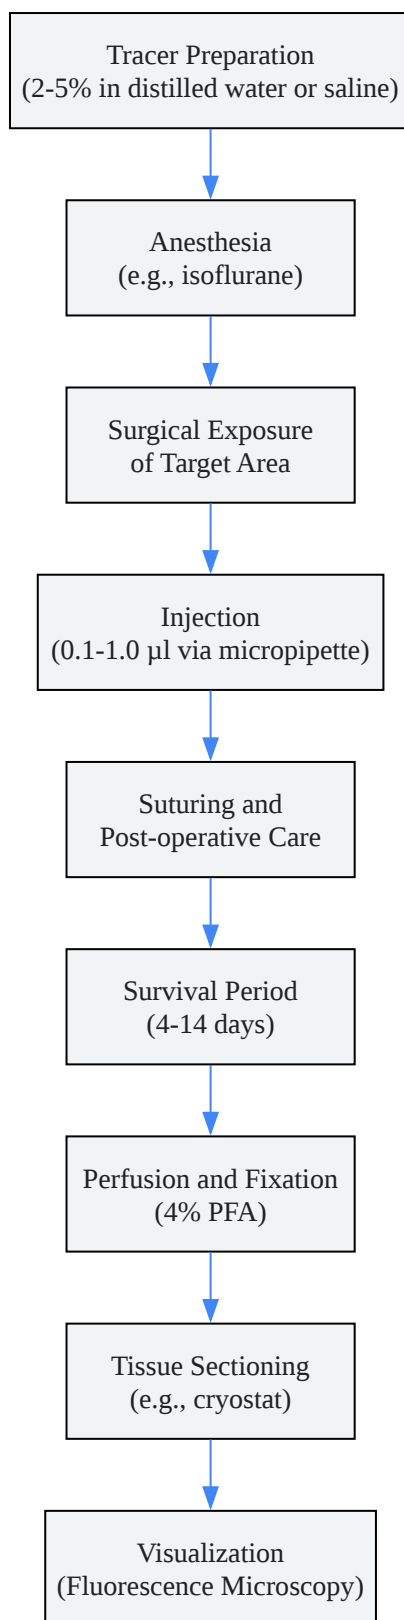 Tracer Preparation
(2-5% in distilled water or saline)
Anesthesia
(e.g., isoflurane)
Surgical Exposure
of Target Area
Injection
(0.1-1.0 µl via micropipette)
Suturing and
Post-operative Care
Survival Period
(4-14 days)
Perfusion and Fixation
(4% PFA)
Tissue Sectioning
(e.g., cryostat)
Visualization
(Fluorescence Microscopy)